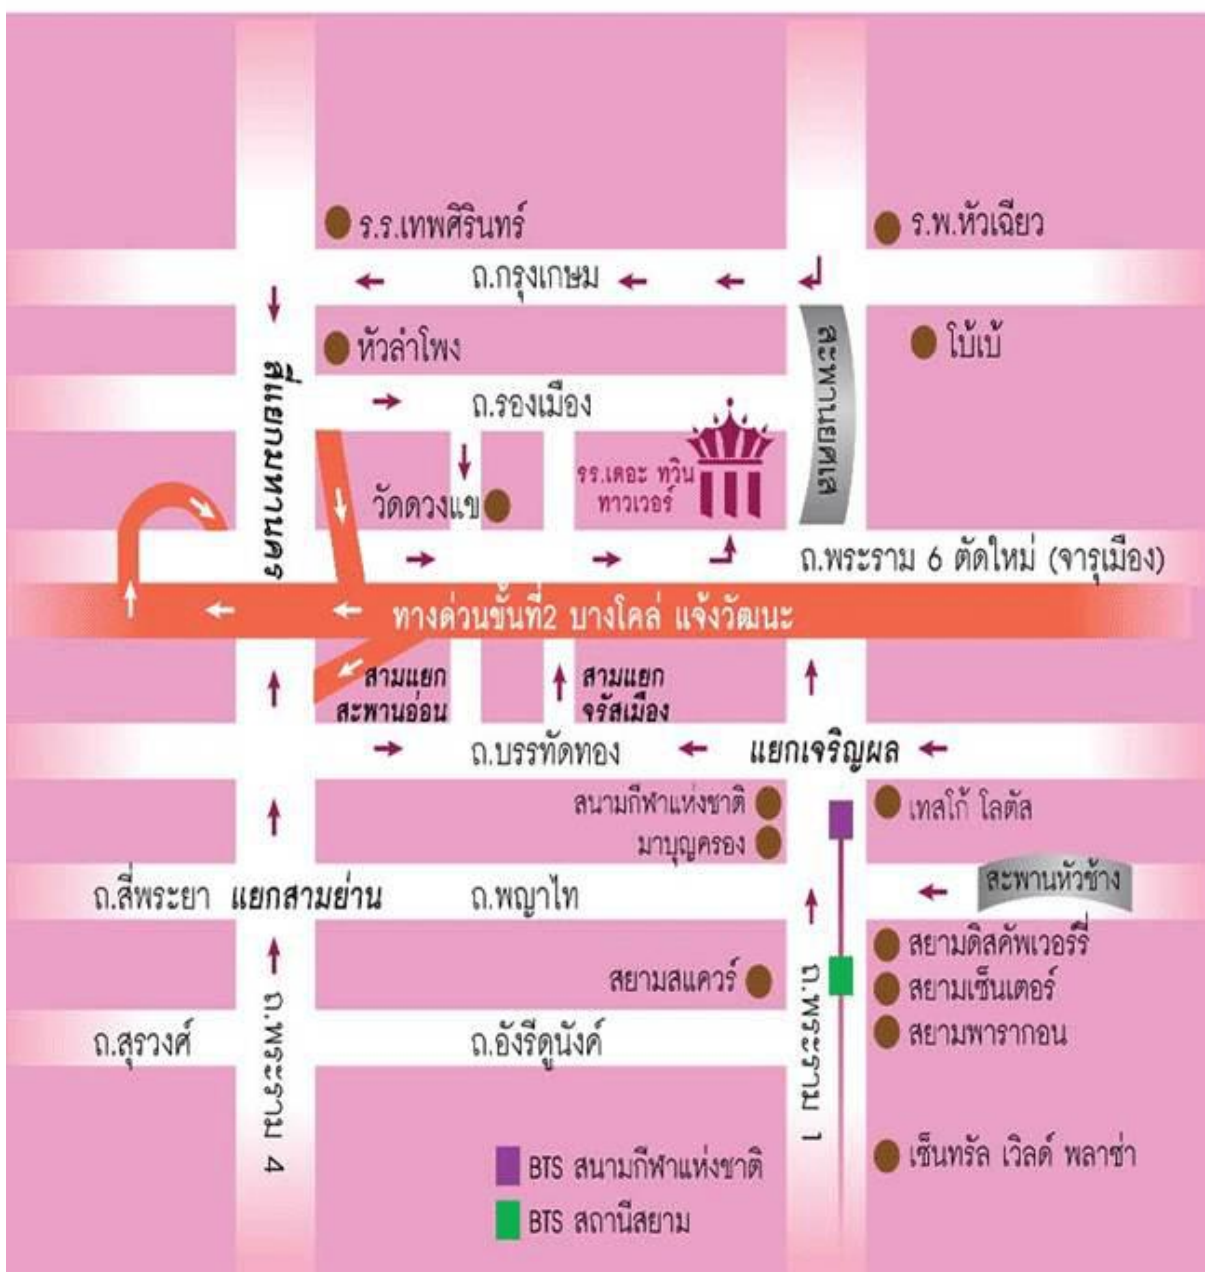 ร.ร.เทพศิรินทร์
ร.พ.หัวเฉียว
ถ.กรุงเกษม
หัวลำโพง
โบ้เบ้
สี่แยกมหานคร
สะพานยศเส
ถ.รองเมือง
รร.เดอะ ทวิน
ทาวเวอร์
วัดดวงแข
ถ.พระราม 6 ตัดใหม่ (จารุเมือง)
ทางด่วนขั้นที่2 บางโคล่ แจ้งวัฒนะ
สามแยก
สะพานอ่อน
สามแยก
จรัสเมือง
ถ.บรรทัดทอง
แยกเจริญผล
สนามกีฬาแห่งชาติ
เทสโก้ โลตัส
มาบุญครอง
ถ.สี่พระยา
แยกสามย่าน
ถ.พญาไท
สะพานหัวช้าง
สยามดิสคัพเวอร์รี่
สยามสแควร์
สยามเซ็นเตอร์
สยามพารากอน
ถ.สุรวงศ์
ถ.พระราม 4
ถ.อังรีดูนังค์
ถ.พระราม 1
เซ็นทรัล เวิลด์ พลาซ่า
BTS สนามกีฬาแห่งชาติ
BTS สถานีสยาม